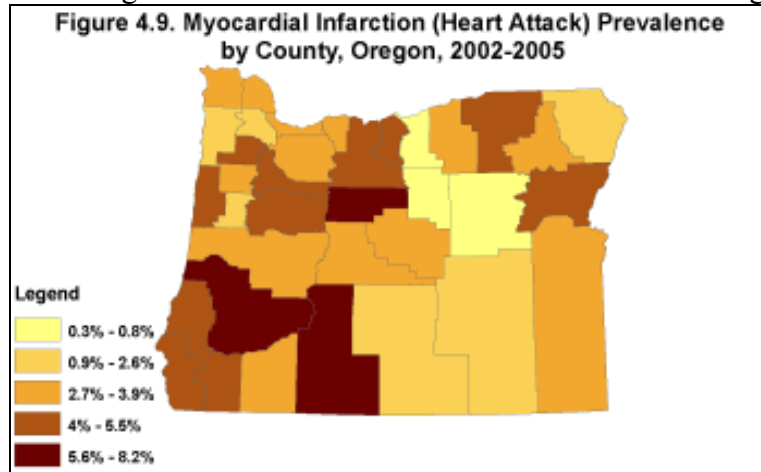 Figure 4.9. Myocardial Infarction (Heart Attack) Prevalence
by County, Oregon, 2002-2005
Legend
0.3% - 0.8%
0.9% - 2.6%
2.7% - 3.9%
4% - 5.5%
5.6% - 8.2%